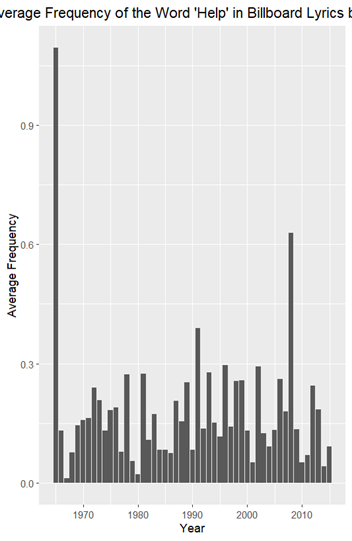 verage Frequency of the Word 'Help' in Billboard Lyrics b
0.9
0.6
0.3
0.0
Average Frequency
1970 1980 1990 2000 2010
Year